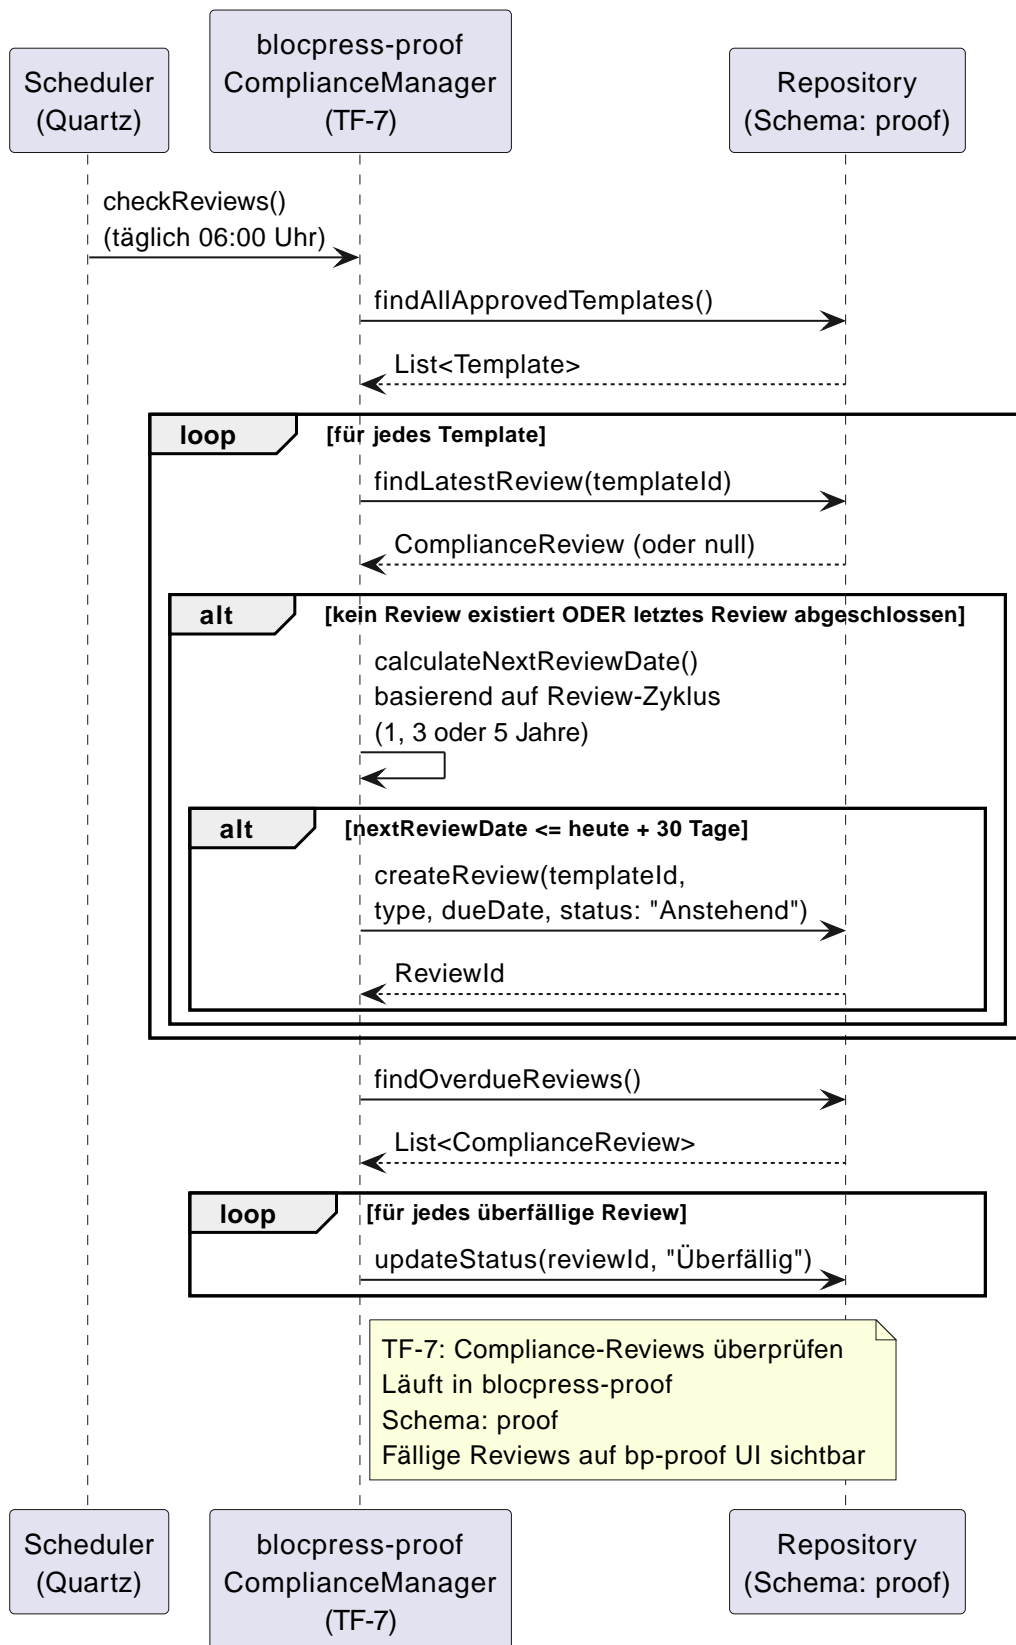 Scheduler
(Quartz)
blocpress-proof
ComplianceManager
(TF-7)
Repository
(Schema: proof)
checkReviews()
(täglich 06:00 Uhr)
findAllApprovedTemplates()
List<Template>
loop [für jedes Template]
findLatestReview(templateId)
ComplianceReview (oder null)
alt [kein Review existiert ODER letztes Review abgeschlossen]
calculateNextReviewDate()
basierend auf Review-Zyklus
(1, 3 oder 5 Jahre)
alt [nextReviewDate <= heute + 30 Tage]
createReview(templateId,
type, dueDate, status: "Anstehend")
ReviewId
findOverdueReviews()
List<ComplianceReview>
loop [für jedes überfällige Review]
updateStatus(reviewId, "Überfällig")
TF-7: Compliance-Reviews überprüfen
Läuft in blocpress-proof
Schema: proof
Fällige Reviews auf bp-proof UI sichtbar
Scheduler
(Quartz)
blocpress-proof
ComplianceManager
(TF-7)
Repository
(Schema: proof)